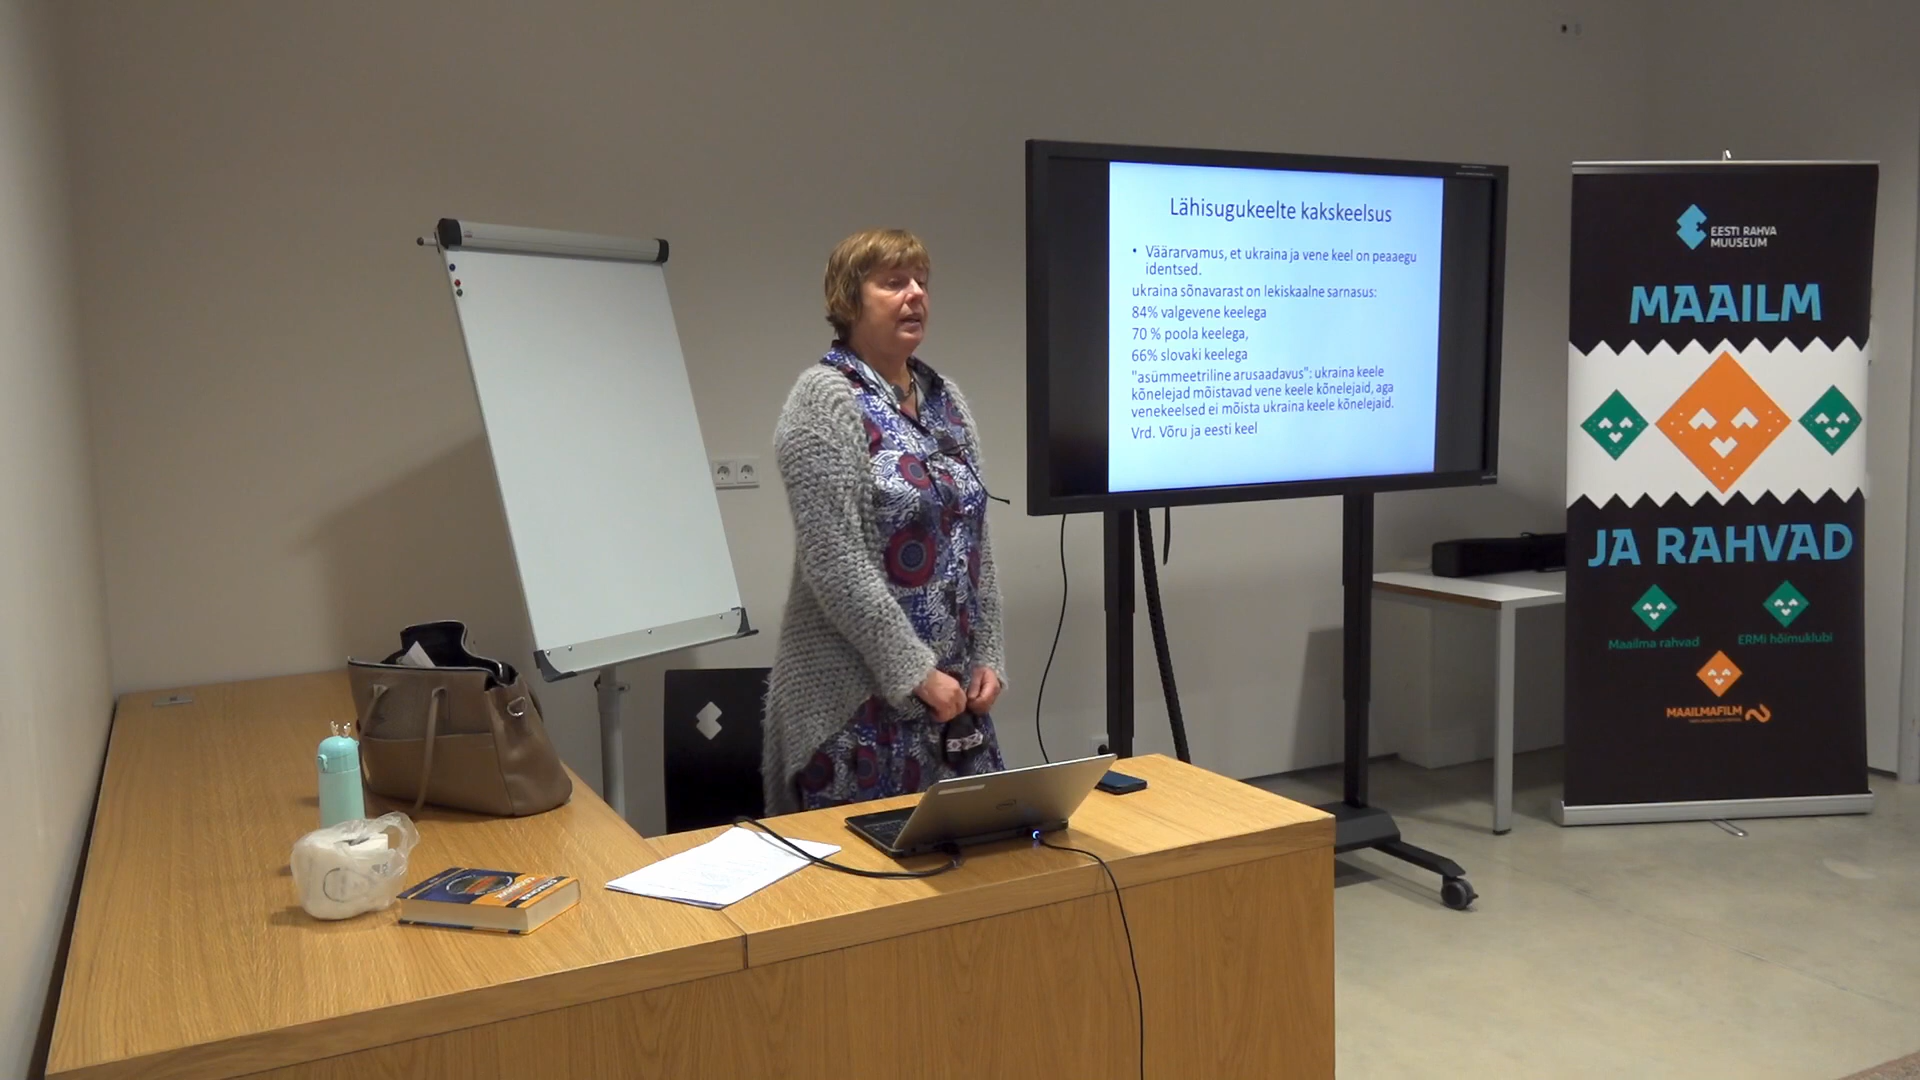 Lähisugukeelte kakskeelsus
• Väärarvamus, et ukraina ja vene keel on peaaegu
identsed.
ukraina sõnavarast on lekiskaalne sarnasus:
84% valgevene keelega
70 % poola keelega,
66% slovaki keelega
"asümmeetriline arusaadavus": ukraina keele
kõnelejad mõistavad vene keele kõnelejaid, aga
venekeelsed ei mõista ukraina keele kõnelejaid.
Vrd. Võru ja eesti keel
EESTI RAHVA
MUUSEUM
MAAILM
JA RAHVAD
Maailma rahvad
ERMi hõimuklubi
MAAILMAFILM